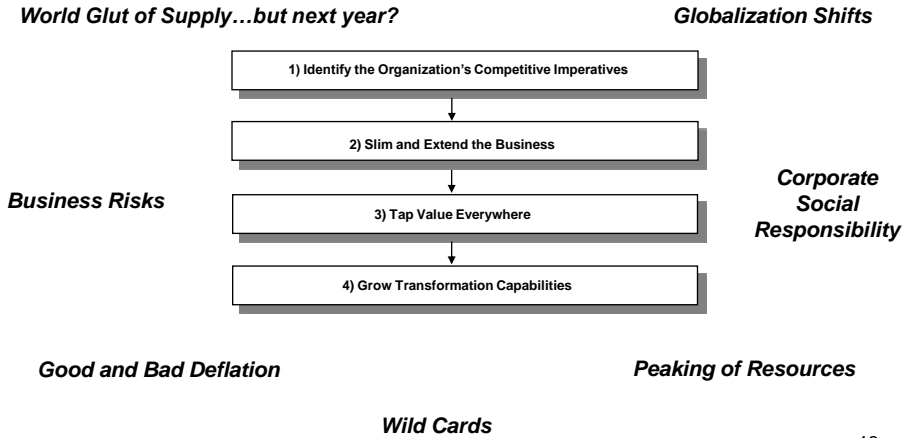 World Glut of Supply…but next year?
Globalization Shifts
1) Identify the Organization's Competitive Imperatives
2) Slim and Extend the Business
Business Risks
3) Tap Value Everywhere
Corporate
Social
Responsibility
4) Grow Transformation Capabilities
Good and Bad Deflation
Peaking of Resources
Wild Cards